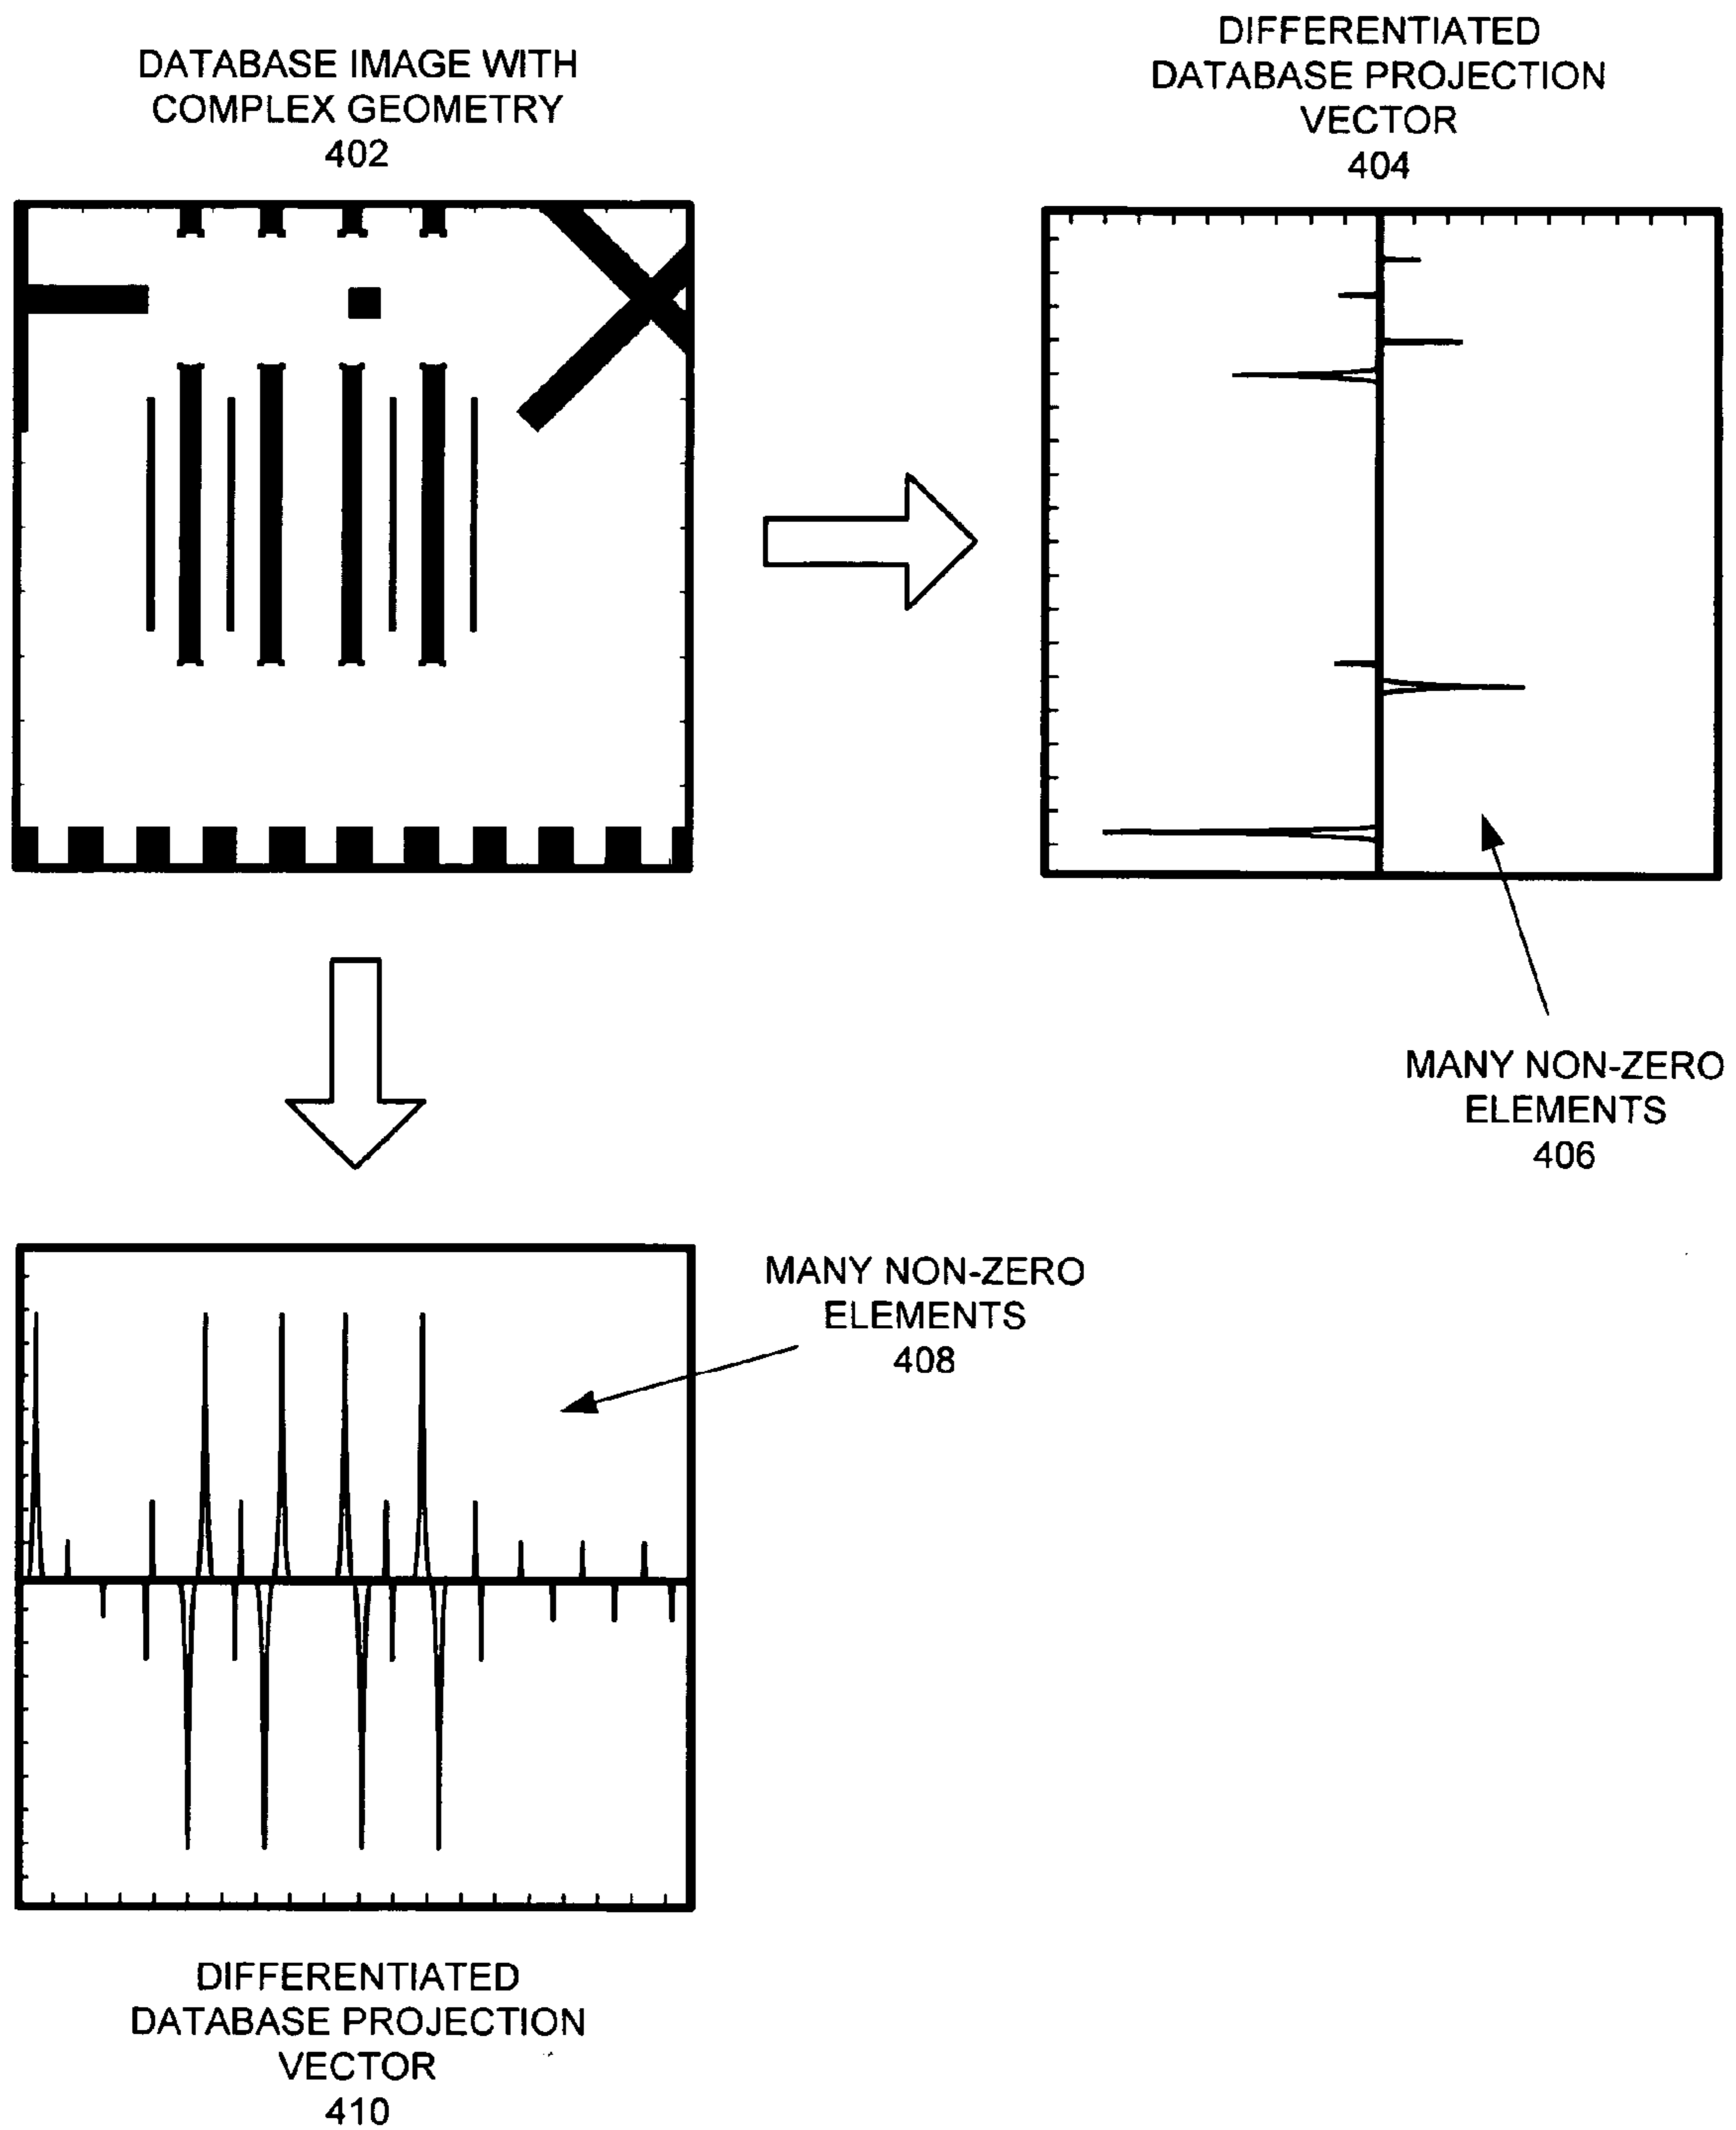 DATABASE IMAGE WITH
COMPLEX GEOMETRY
402
DIFFERENTIATED
DATABASE PROJECTION
VECTOR
404
MANY NON-ZERO
ELEMENTS
406
MANY NON-ZERO
ELEMENTS
408
DIFFERENTIATED
DATABASE PROJECTION
VECTOR
410